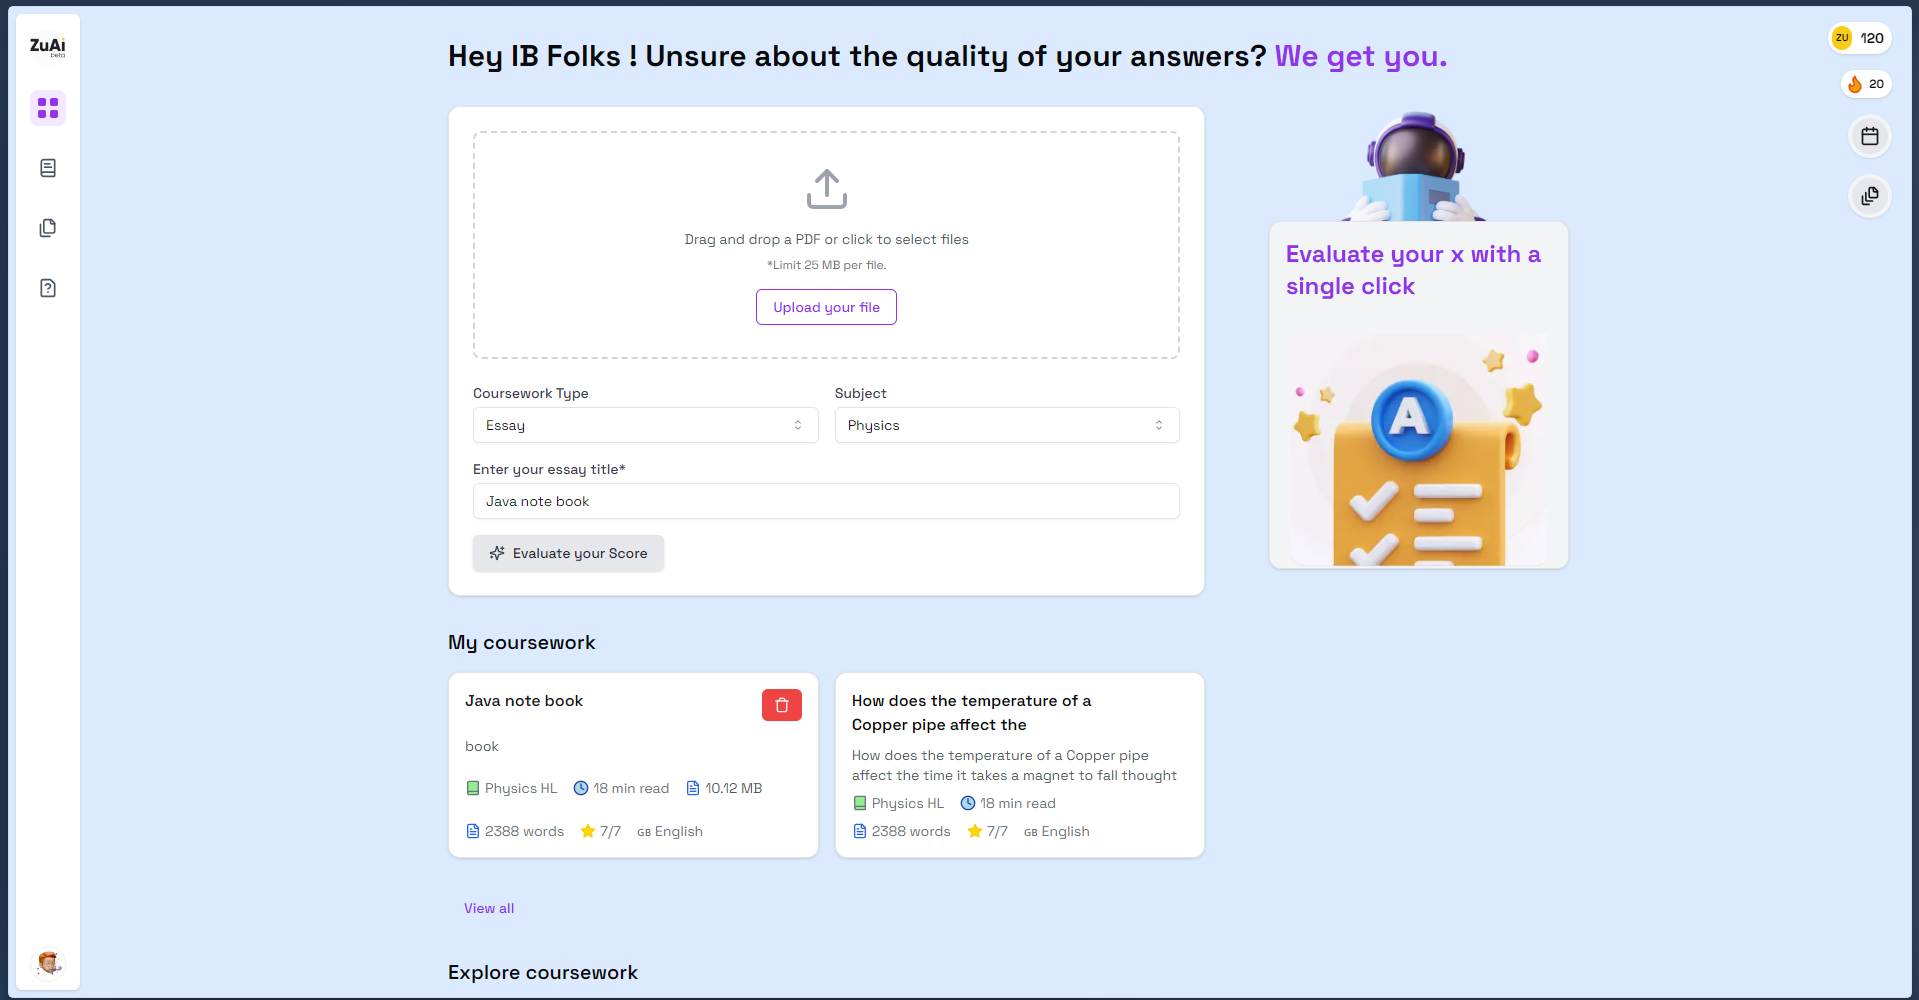 ZuAi
beta
Hey IB Folks ! Unsure about the quality of your answers? We get you.
ZU 120
20
Drag and drop a PDF or click to select files
*Limit 25 MB per file.
Upload your file
Coursework Type
Essay
Subject
Physics
Enter your essay title*
Java note book
Evaluate your Score
Evaluate your x with a
single click
A
My coursework
Java note book
book
Physics HL 18 min read 10.12 MB
2388 words 7/7 GB English
How does the temperature of a
Copper pipe affect the
How does the temperature of a Copper pipe
affect the time it takes a magnet to fall thought
Physics HL 18 min read
2388 words 7/7 GB English
View all
Explore coursework